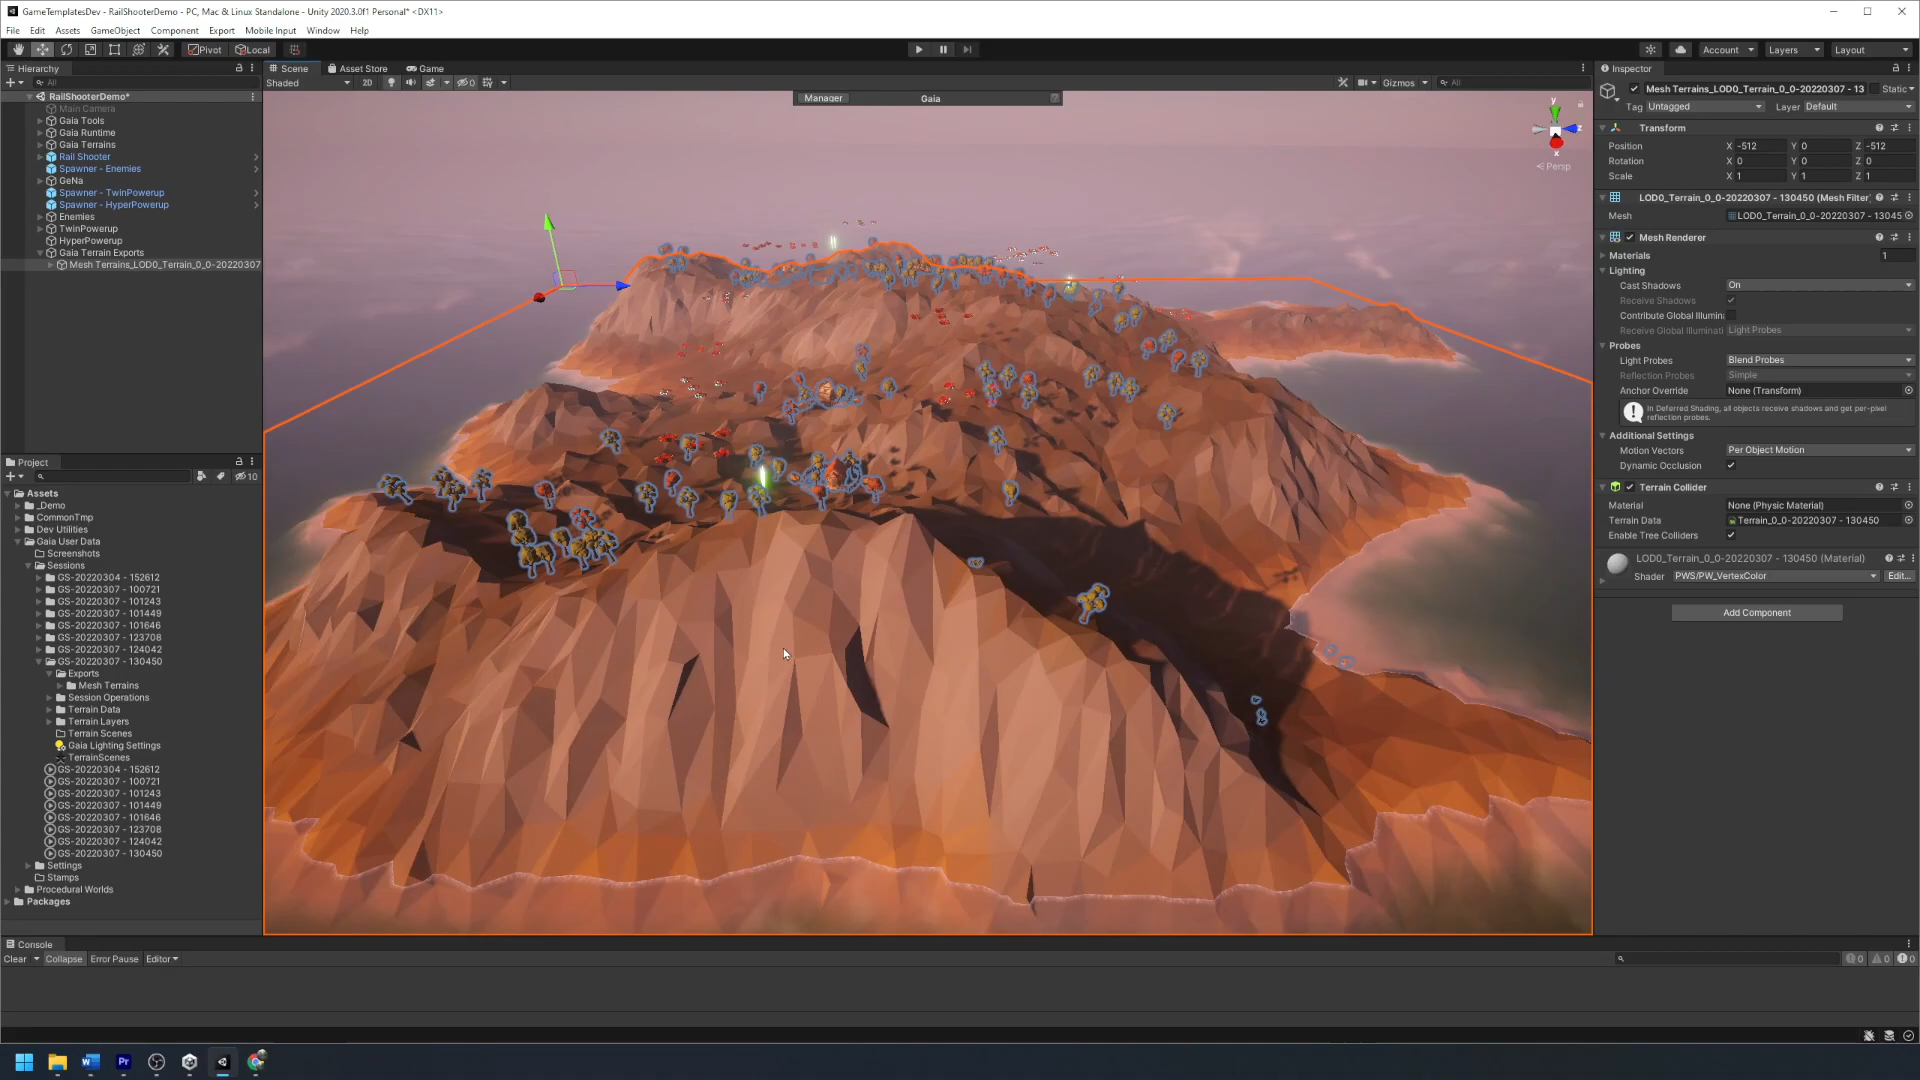 GameTemplatesDev - RailShooterDemo - PC, Mac & Linux Standalone - Unity 2020.3.0f1 Personal* <DX11>
File Edit Assets GameObject Component Export Mobile Input Window Help
Pivot Local Account Layers Layout
Hierarchy
All
RailShooterDemo*
Main Camera
Gaia Tools
Gaia Runtime
Gaia Terrains
Rail Shooter
Spawner - Enemies
GeNa
Spawner - TwinPowerup
Spawner - HyperPowerup
Enemies
TwinPowerup
HyperPowerup
Gaia Terrain Exports
Mesh Terrains_LOD0_Terrain_0_0-20220307
Project
10
Assets
_Demo
CommonTmp
Dev Utilities
Gaia User Data
Screenshots
Sessions
GS-20220304 - 152612
GS-20220307 - 100721
GS-20220307 - 101243
GS-20220307 - 101449
GS-20220307 - 101646
GS-20220307 - 123708
GS-20220307 - 124042
GS-20220307 - 130450
Exports
Mesh Terrains
Session Operations
Terrain Data
Terrain Layers
Terrain Scenes
Gaia Lighting Settings
TerrainScenes
GS-20220304 - 152612
GS-20220307 - 100721
GS-20220307 - 101243
GS-20220307 - 101449
GS-20220307 - 101646
GS-20220307 - 123708
GS-20220307 - 124042
GS-20220307 - 130450
Settings
Stamps
Procedural Worlds
Packages
Scene Asset Store Game
Shaded 2D 0 Gizmos All
Manager Gaia
y
z
x
Persp
Inspector
Mesh Terrains_LOD0_Terrain_0_0-20220307 - 13 Static
Tag Untagged Layer Default
Transform
Position X -512 Y 0 Z -512
Rotation X 0 Y 0 Z 0
Scale X 1 Y 1 Z 1
LOD0_Terrain_0_0-20220307 - 130450 (Mesh Filter)
Mesh LOD0_Terrain_0_0-20220307 - 13045
Mesh Renderer
Materials 1
Lighting
Cast Shadows On
Receive Shadows
Contribute Global Illumin
Receive Global Illuminati Light Probes
Probes
Light Probes Blend Probes
Reflection Probes Simple
Anchor Override None (Transform)
In Deferred Shading, all objects receive shadows and get per-pixel
reflection probes.
Additional Settings
Motion Vectors Per Object Motion
Dynamic Occlusion
Terrain Collider
Material None (Physic Material)
Terrain Data Terrain_0_0-20220307 - 130450
Enable Tree Colliders
LOD0_Terrain_0_0-20220307 - 130450 (Material)
Shader PWS/PW_VertexColor Edit...
Add Component
Console
Clear Collapse Error Pause Editor 0 0 0
W Pr